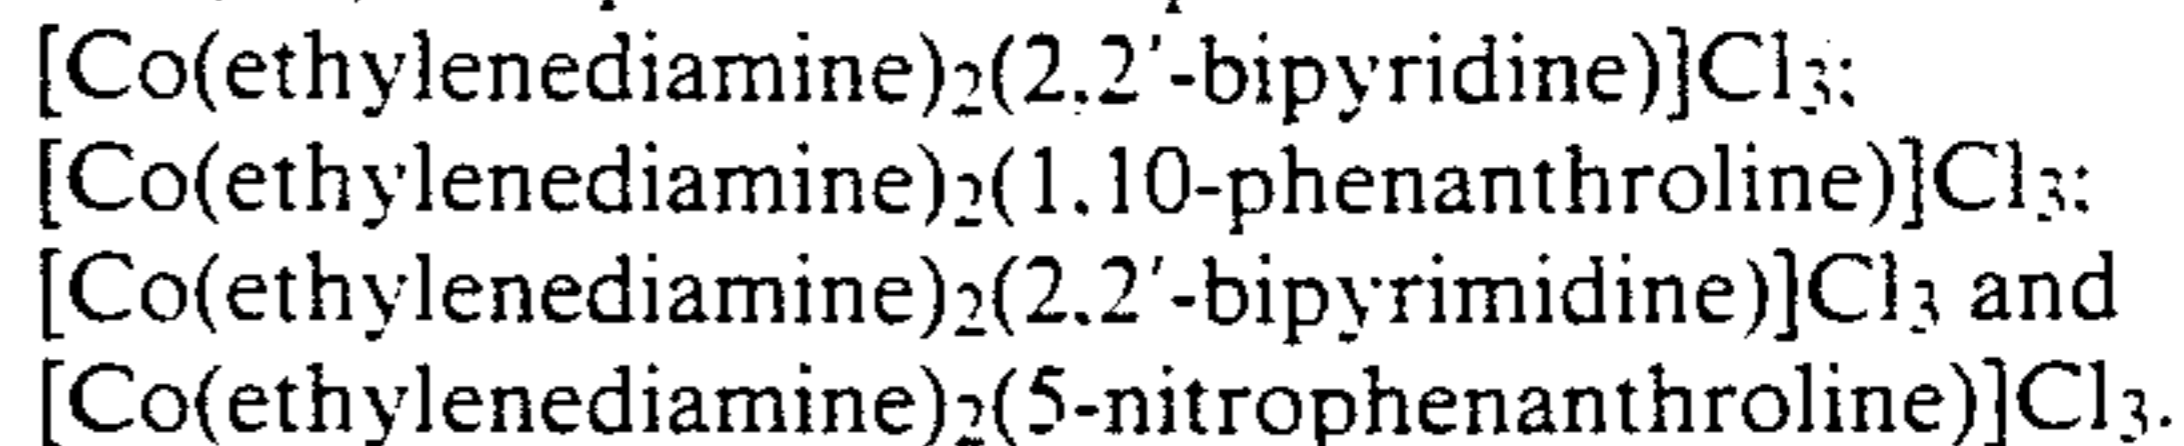 [Co(ethylenediamine)₂(2,2′-bipyridine)]Cl₃;
[Co(ethylenediamine)₂(1,10-phenanthroline)]Cl₃;
[Co(ethylenediamine)₂(2,2′-bipyrimidine)]Cl₃ and
[Co(ethylenediamine)₂(5-nitrophenanthroline)]Cl₃.